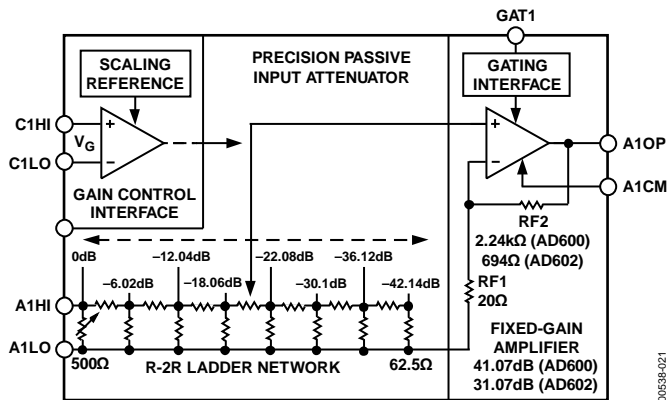 GAT1
SCALING
REFERENCE
PRECISION PASSIVE
INPUT ATTENUATOR
GATING
INTERFACE
C1HI
C1LO
VG
+
–
+
–
A1OP
A1CM
GAIN CONTROL
INTERFACE
RF2
2.24kΩ (AD600)
694Ω (AD602)
0dB
–12.04dB
–22.08dB
–36.12dB
–6.02dB
–18.06dB
–30.1dB
–42.14dB
RF1
20Ω
A1HI
A1LO
500Ω
R-2R LADDER NETWORK
62.5Ω
FIXED-GAIN
AMPLIFIER
41.07dB (AD600)
31.07dB (AD602)
00538-021